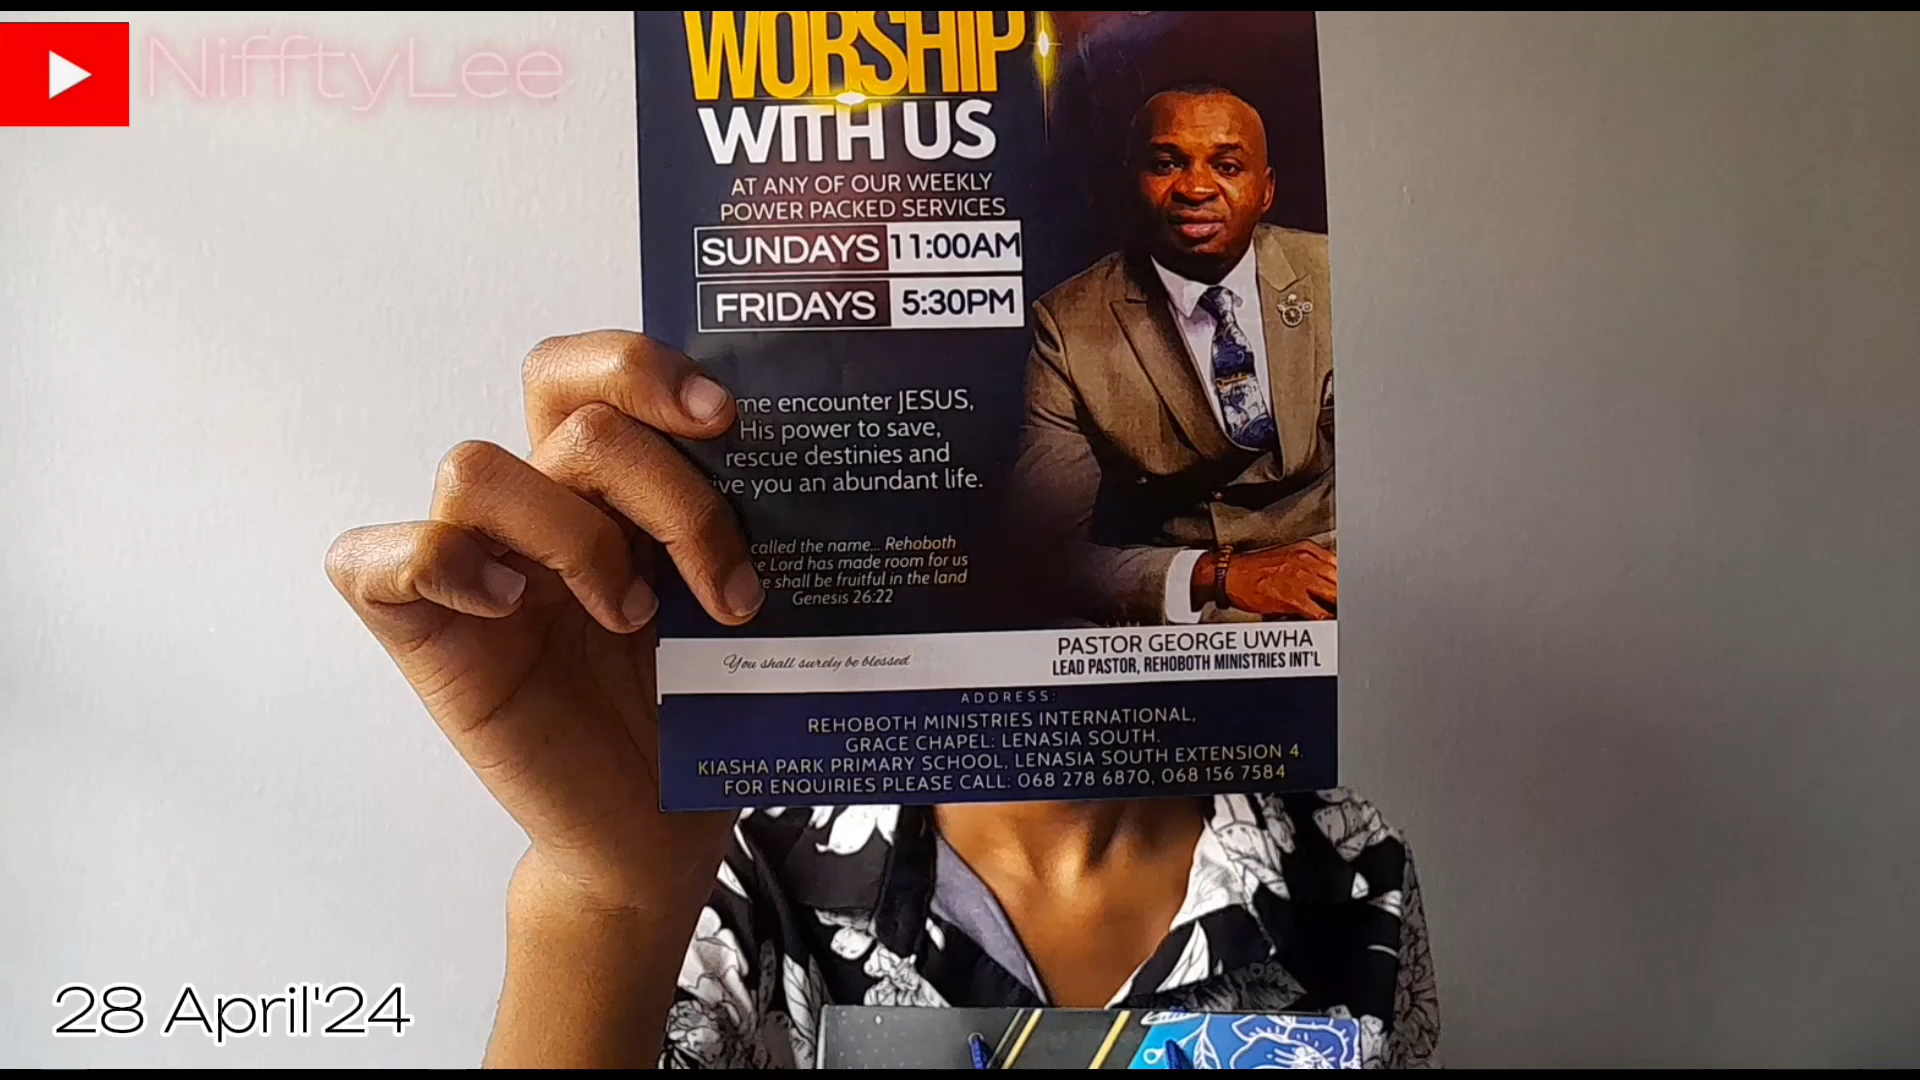 NifftyLee
WORSHIP
WITH US
AT ANY OF OUR WEEKLY
POWER PACKED SERVICES
SUNDAYS 11:00AM
FRIDAYS 5:30PM
me encounter JESUS,
His power to save,
rescue destinies and
ve you an abundant life.
called the name... Rehoboth
e Lord has made room for us
e shall be fruitful in the land
Genesis 26:22
You shall surely be blessed
PASTOR GEORGE UWHA
LEAD PASTOR, REHOBOTH MINISTRIES INT'L
ADDRESS:
REHOBOTH MINISTRIES INTERNATIONAL,
GRACE CHAPEL: LENASIA SOUTH.
KIASHA PARK PRIMARY SCHOOL, LENASIA SOUTH EXTENSION 4.
FOR ENQUIRIES PLEASE CALL: 068 278 6870, 068 156 7584
28 April'24